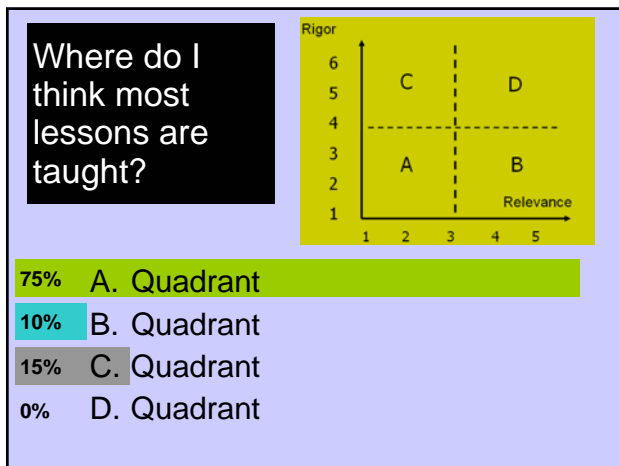 Where do I
think most
lessons are
taught?
Rigor
6
5
4
3
2
1
C
D
A
B
Relevance
1 2 3 4 5
75% A. Quadrant
10% B. Quadrant
15% C. Quadrant
0% D. Quadrant